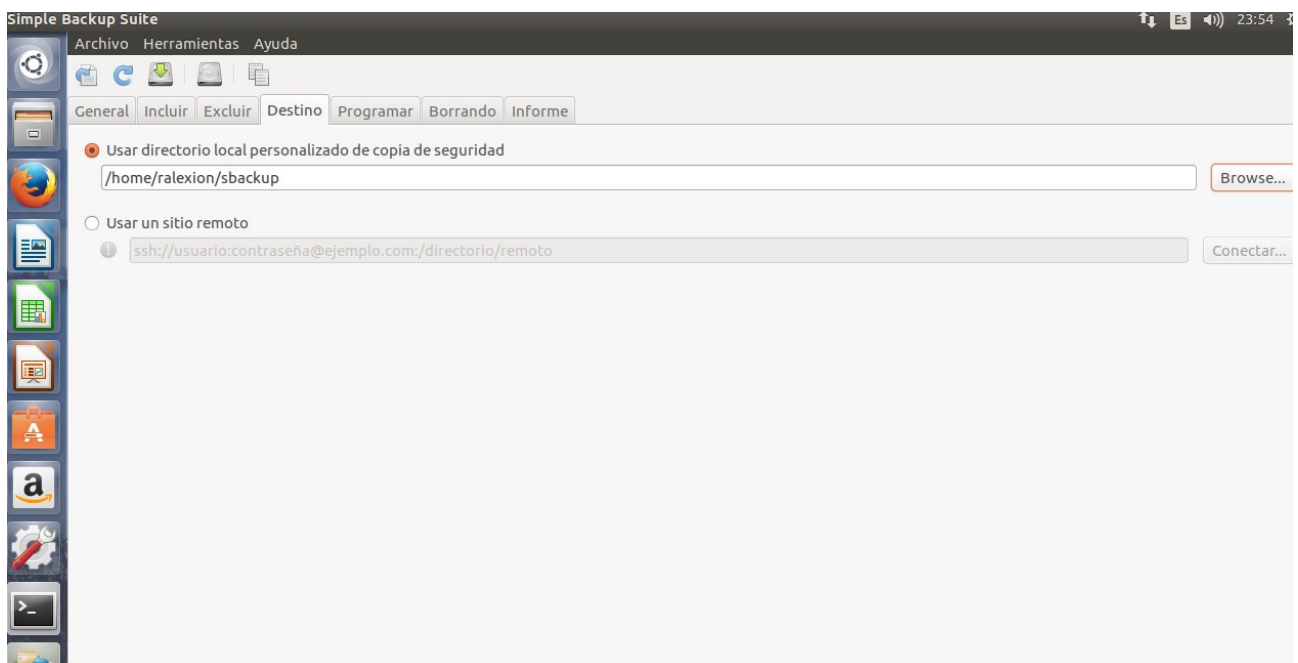 Simple Backup Suite
Es 23:54
Archivo Herramientas Ayuda
General Incluir Excluir Destino Programar Borrando Informe
Usar directorio local personalizado de copia de seguridad
/home/ralexion/sbackup Browse...
Usar un sitio remoto
ssh://usuario:contraseña@ejemplo.com:/directorio/remoto Conectar...
A
a
>_